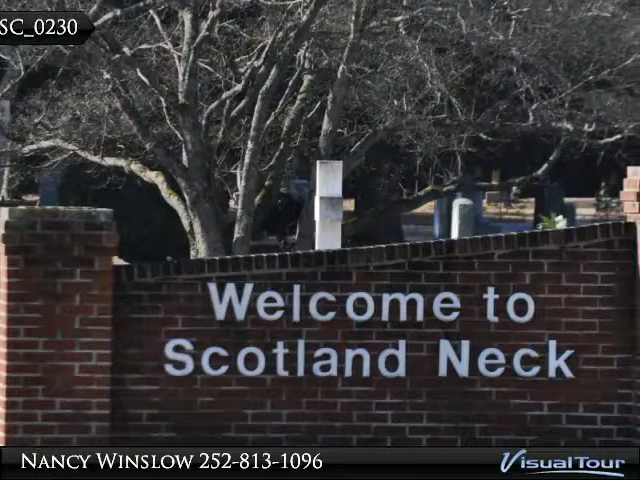 SC_0230
Welcome to
Scotland Neck
NANCY WINSLOW 252-813-1096
VISUALTOUR